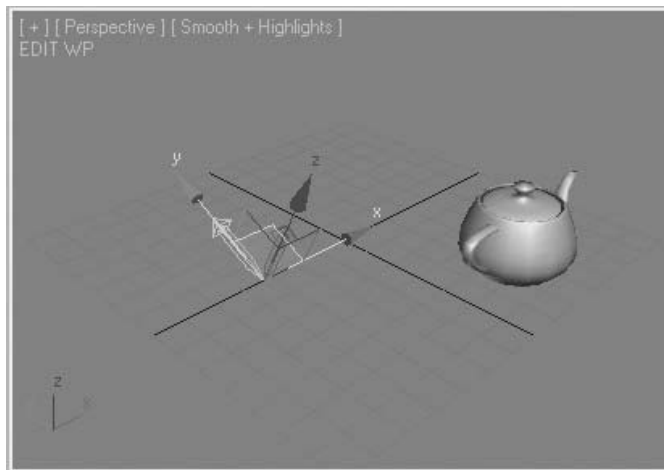 [ + ] [ Perspective ] [ Smooth + Highlights ]
EDIT WP
y
z
x
z
x